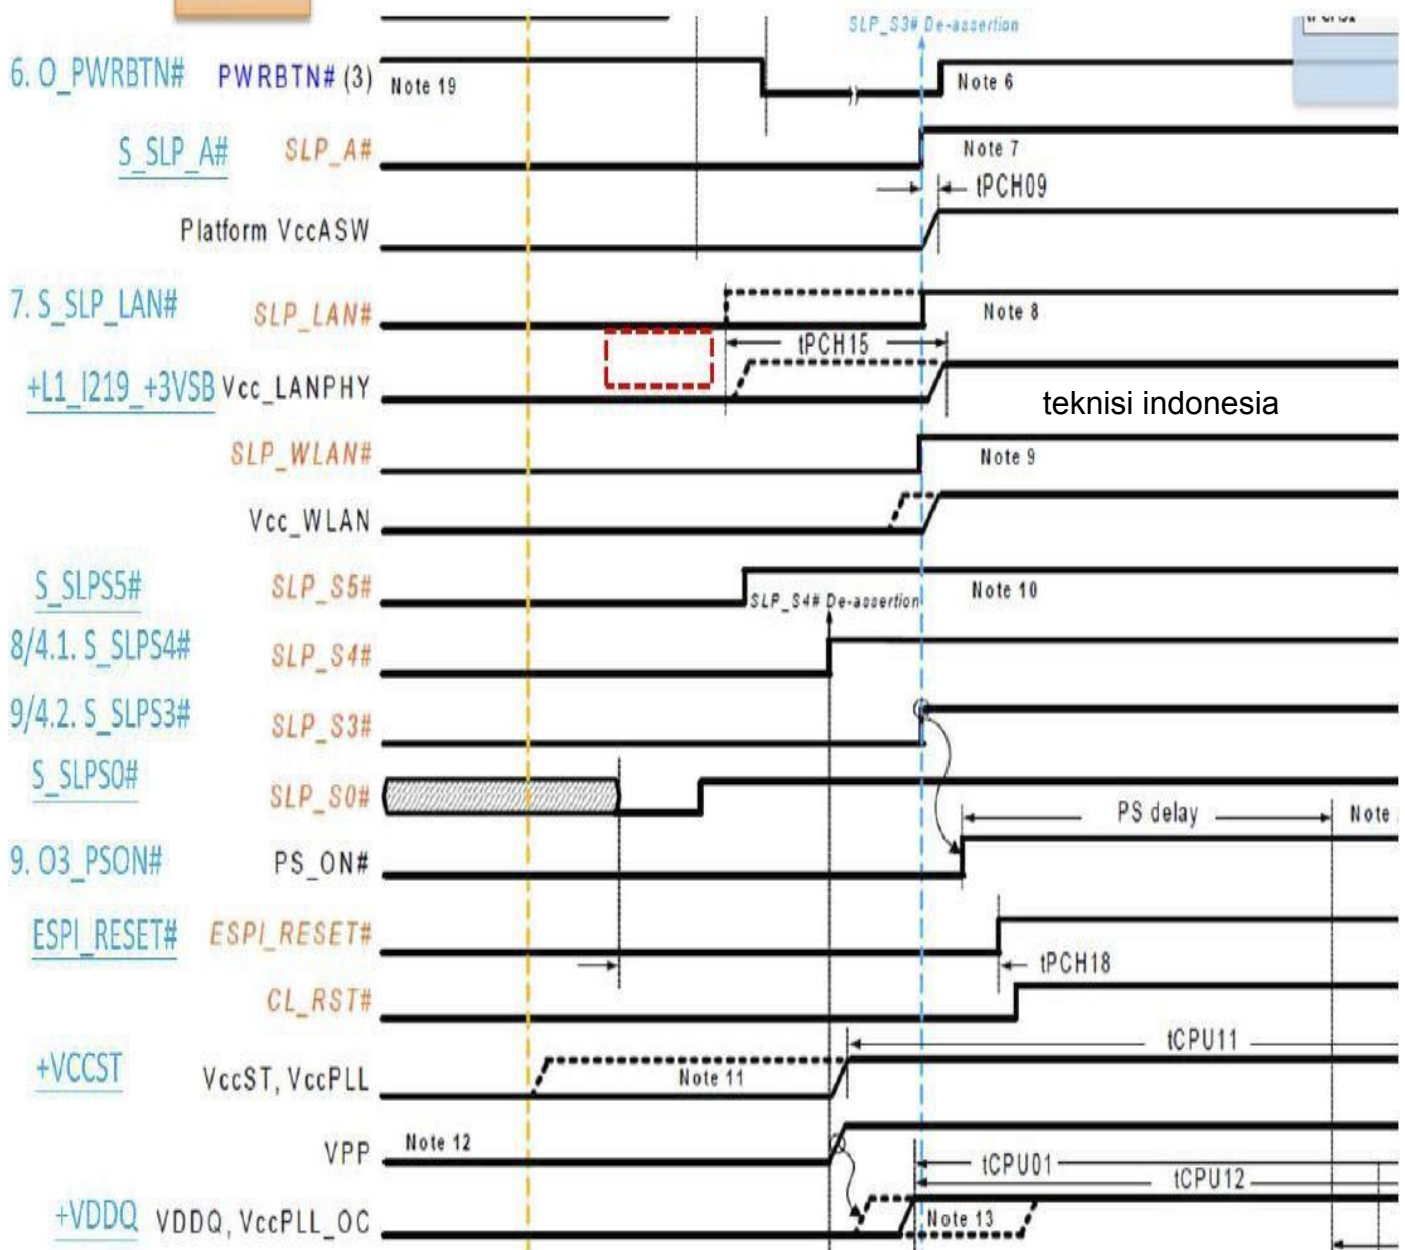 SLP_S3# De-assertion
6. O_PWRBTN# PWRBTN# (3) Note 19 Note 6
S_SLP_A# SLP_A# Note 7
tPCH09
Platform VccASW
7. S_SLP_LAN# SLP_LAN# Note 8
tPCH15
+L1_I219_+3VSB Vcc_LANPHY teknisi indonesia
SLP_WLAN# Note 9
Vcc_WLAN
S_SLPS5# SLP_S5# Note 10
SLP_S4# De-assertion
8/4.1. S_SLPS4# SLP_S4#
9/4.2. S_SLPS3# SLP_S3#
S_SLPS0# SLP_S0#
PS delay Note
9. O3_PSON# PS_ON#
ESPI_RESET# ESPI_RESET#
tPCH18
CL_RST#
tCPU11
+VCCST VccST, VccPLL Note 11
VPP Note 12
tCPU01
tCPU12
+VDDQ VDDQ, VccPLL_OC Note 13